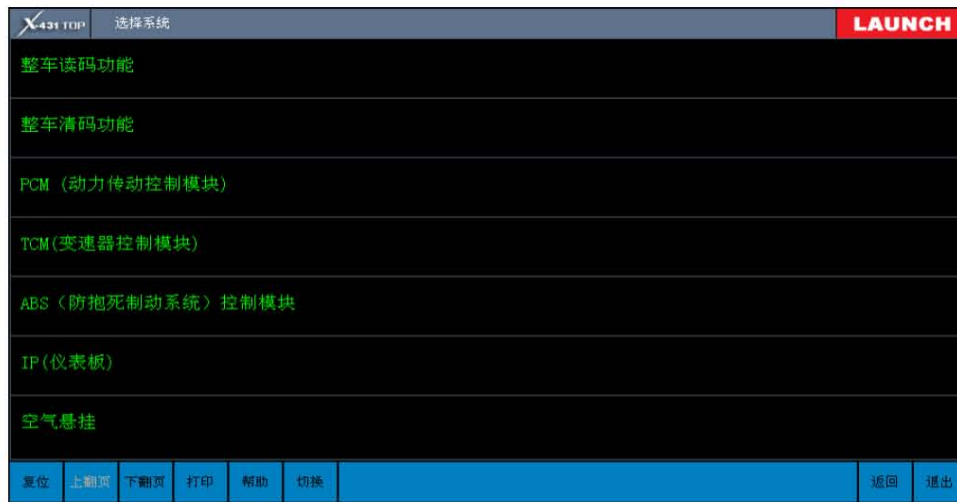 X-431 TOP 选择系统 LAUNCH
整车读码功能
整车清码功能
PCM (动力传动控制模块)
TCM(变速器控制模块)
ABS（防抱死制动系统）控制模块
IP(仪表板)
空气悬挂
复位 上翻页 下翻页 打印 帮助 切换 返回 退出